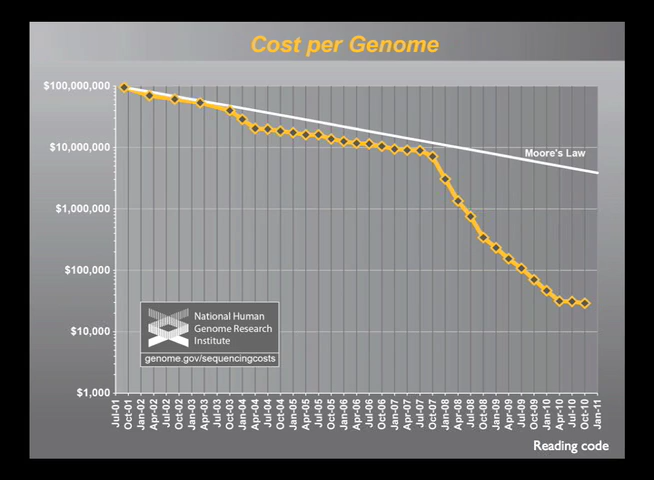 Cost per Genome
$100,000,000
$10,000,000
$1,000,000
$100,000
$10,000
$1,000
Moore's Law
National Human
Genome Research
Institute
genome.gov/sequencingcosts
Jul-01
Oct-01
Jan-02
Apr-02
Jul-02
Oct-02
Jan-03
Apr-03
Jul-03
Oct-03
Jan-04
Apr-04
Jul-04
Oct-04
Jan-05
Apr-05
Jul-05
Oct-05
Jan-06
Apr-06
Jul-06
Oct-06
Jan-07
Apr-07
Jul-07
Oct-07
Jan-08
Apr-08
Jul-08
Oct-08
Jan-09
Apr-09
Jul-09
Oct-09
Jan-10
Apr-10
Jul-10
Oct-10
Jan-11
Reading code